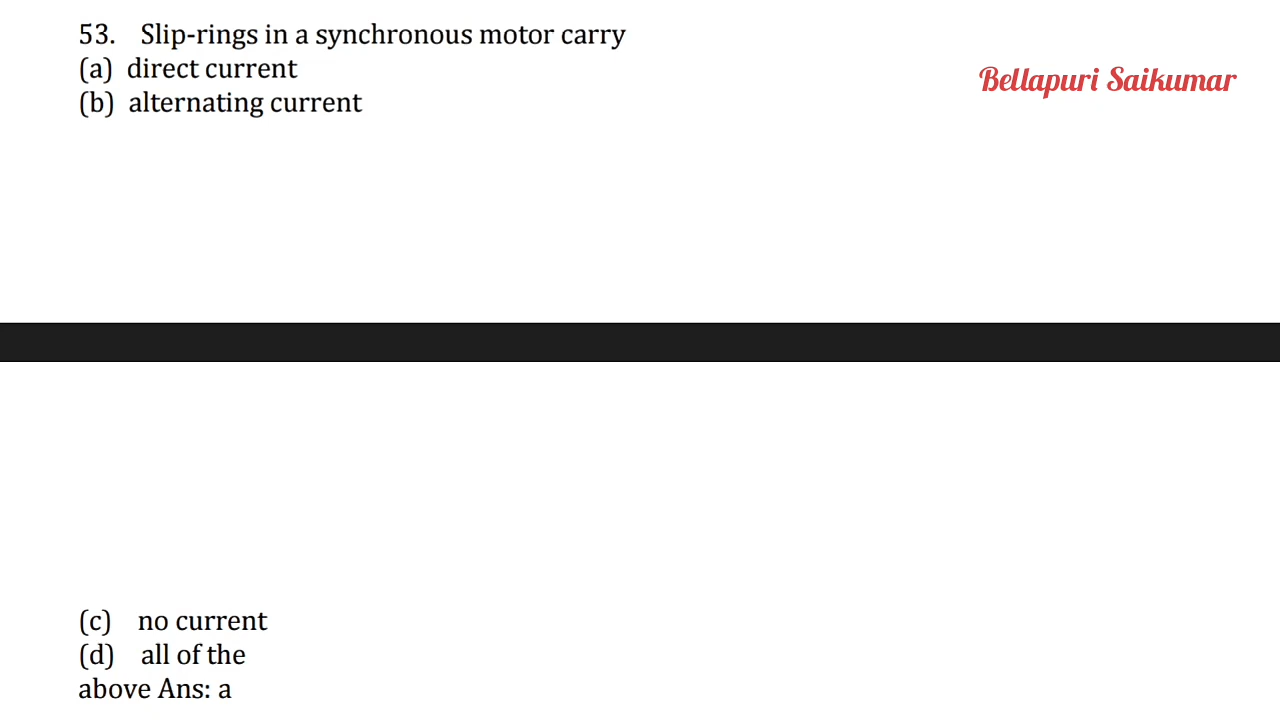 53. Slip-rings in a synchronous motor carry
(a) direct current
Bellapuri Saikumar
(b) alternating current
(c) no current
(d) all of the
above Ans: a